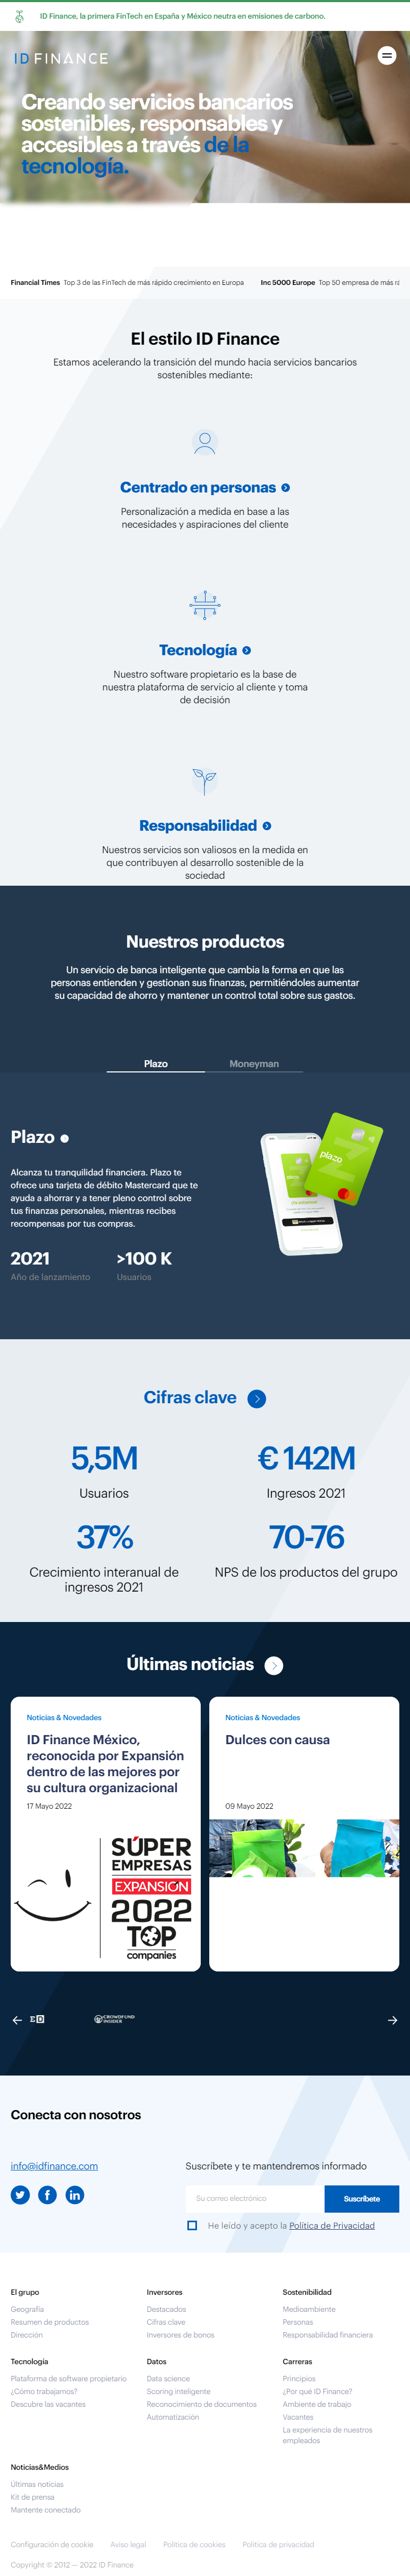 ID Finance, la primera FinTech en España y México neutra en emisiones de carbono.
ID FINANCE
Creando servicios bancarios
sostenibles, responsables y
accesibles a través de la
tecnología.
Financial Times Top 3 de las FinTech de más rápido crecimiento en Europa Inc 5000 Europe Top 50 empresa de más rá
El estilo ID Finance
Estamos acelerando la transición del mundo hacia servicios bancarios
sostenibles mediante:
Centrado en personas
Personalización a medida en base a las
necesidades y aspiraciones del cliente
Tecnología
Nuestro software propietario es la base de
nuestra plataforma de servicio al cliente y toma
de decisión
Responsabilidad
Nuestros servicios son valiosos en la medida en
que contribuyen al desarrollo sostenible de la
sociedad
Nuestros productos
Un servicio de banca inteligente que cambia la forma en que las
personas entienden y gestionan sus finanzas, permitiéndoles aumentar
su capacidad de ahorro y mantener un control total sobre sus gastos.
Plazo Moneyman
Plazo
Alcanza tu tranquilidad financiera. Plazo te
ofrece una tarjeta de débito Mastercard que te
ayuda a ahorrar y a tener pleno control sobre
tus finanzas personales, mientras recibes
recompensas por tus compras.
plazo
2021 >100 K
Año de lanzamiento Usuarios
Cifras clave
5,5M € 142M
Usuarios Ingresos 2021
37% 70-76
Crecimiento interanual de
ingresos 2021
NPS de los productos del grupo
Últimas noticias
Noticias & Novedades
ID Finance México,
reconocida por Expansión
dentro de las mejores por
su cultura organizacional
17 Mayo 2022
SÚPER
EMPRESAS
EXPANSIÓN
2022
TOP
companies
Noticias & Novedades
Dulces con causa
09 Mayo 2022
CROWDFUND
INSIDER
Conecta con nosotros
info@idfinance.com
Suscríbete y te mantendremos informado
Su correo electrónico
Suscríbete
He leído y acepto la Política de Privacidad
El grupo
Geografía
Resumen de productos
Dirección
Inversores
Destacados
Cifras clave
Inversores de bonos
Sostenibilidad
Medioambiente
Personas
Responsabilidad financiera
Tecnología
Plataforma de software propietario
¿Cómo trabajamos?
Descubre las vacantes
Datos
Data science
Scoring inteligente
Reconocimiento de documentos
Automatización
Carreras
Principios
¿Por qué ID Finance?
Ambiente de trabajo
Vacantes
La experiencia de nuestros
empleados
Noticias&Medios
Últimas noticias
Kit de prensa
Mantente conectado
Configuración de cookie Aviso legal Política de cookies Política de privacidad
Copyright © 2012 — 2022 ID Finance